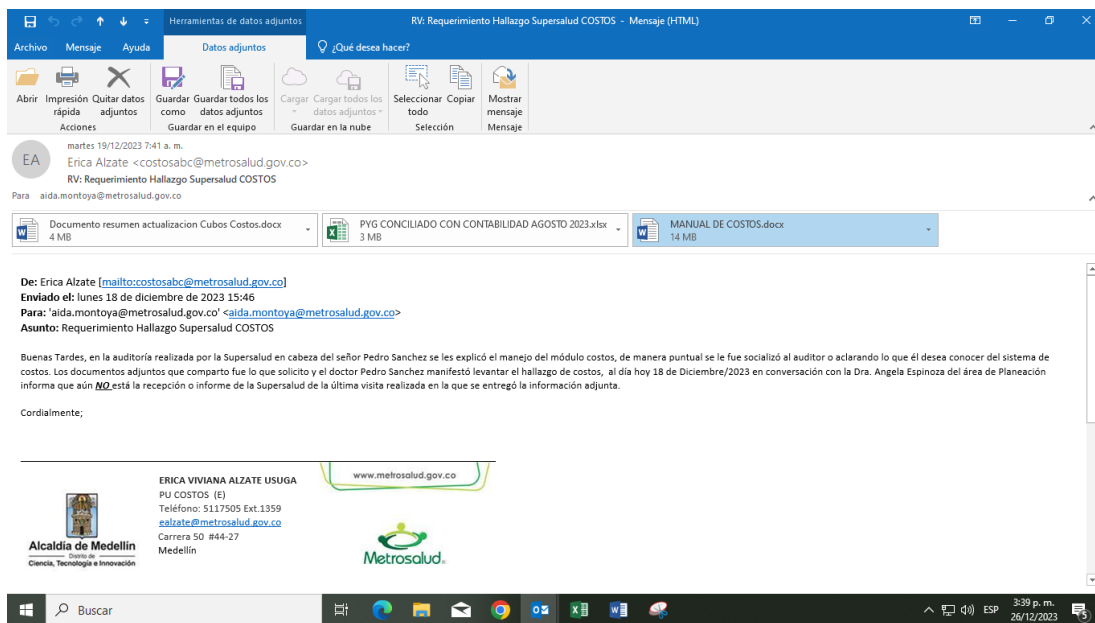 Herramientas de datos adjuntos
RV: Requerimiento Hallazgo Supersalud COSTOS - Mensaje (HTML)
Archivo Mensaje Ayuda Datos adjuntos ¿Qué desea hacer?
Abrir Impresión rápida Quitar datos adjuntos Guardar como Guardar todos los datos adjuntos Cargar Cargar todos los datos adjuntos Seleccionar todo Copiar Mostrar mensaje
Acciones Guardar en el equipo Guardar en la nube Selección Mensaje
EA
martes 19/12/2023 7:41 a. m.
Erica Alzate <costosabc@metrosalud.gov.co>
RV: Requerimiento Hallazgo Supersalud COSTOS
Para aida.montoya@metrosalud.gov.co
Documento resumen actualizacion Cubos Costos.docx
4 MB
PYG CONCILIADO CON CONTABILIDAD AGOSTO 2023.xlsx
3 MB
MANUAL DE COSTOS.docx
14 MB
De: Erica Alzate [mailto:costosabc@metrosalud.gov.co]
Enviado el: lunes 18 de diciembre de 2023 15:46
Para: 'aida.montoya@metrosalud.gov.co' <aida.montoya@metrosalud.gov.co>
Asunto: Requerimiento Hallazgo Supersalud COSTOS
Buenas Tardes, en la auditoría realizada por la Supersalud en cabeza del señor Pedro Sanchez se les explicó el manejo del módulo costos, de manera puntual se le fue socializó al auditor o aclarando lo que él desea conocer del sistema de
costos. Los documentos adjuntos que comparto fue lo que solicito y el doctor Pedro Sanchez manifestó levantar el hallazgo de costos, al día hoy 18 de Diciembre/2023 en conversación con la Dra. Angela Espinoza del área de Planeación
informa que aún NO está la recepción o informe de la Supersalud de la última visita realizada en la que se entregó la información adjunta.
Cordialmente;
Alcaldía de Medellín
Distrito de
Ciencia, Tecnología e Innovación
ERICA VIVIANA ALZATE USUGA
PU COSTOS (E)
Teléfono: 5117505 Ext.1359
ealzate@metrosalud.gov.co
Carrera 50 #44-27
Medellín
www.metrosalud.gov.co
Metrosalud
Buscar
ESP
3:39 p. m.
26/12/2023
5